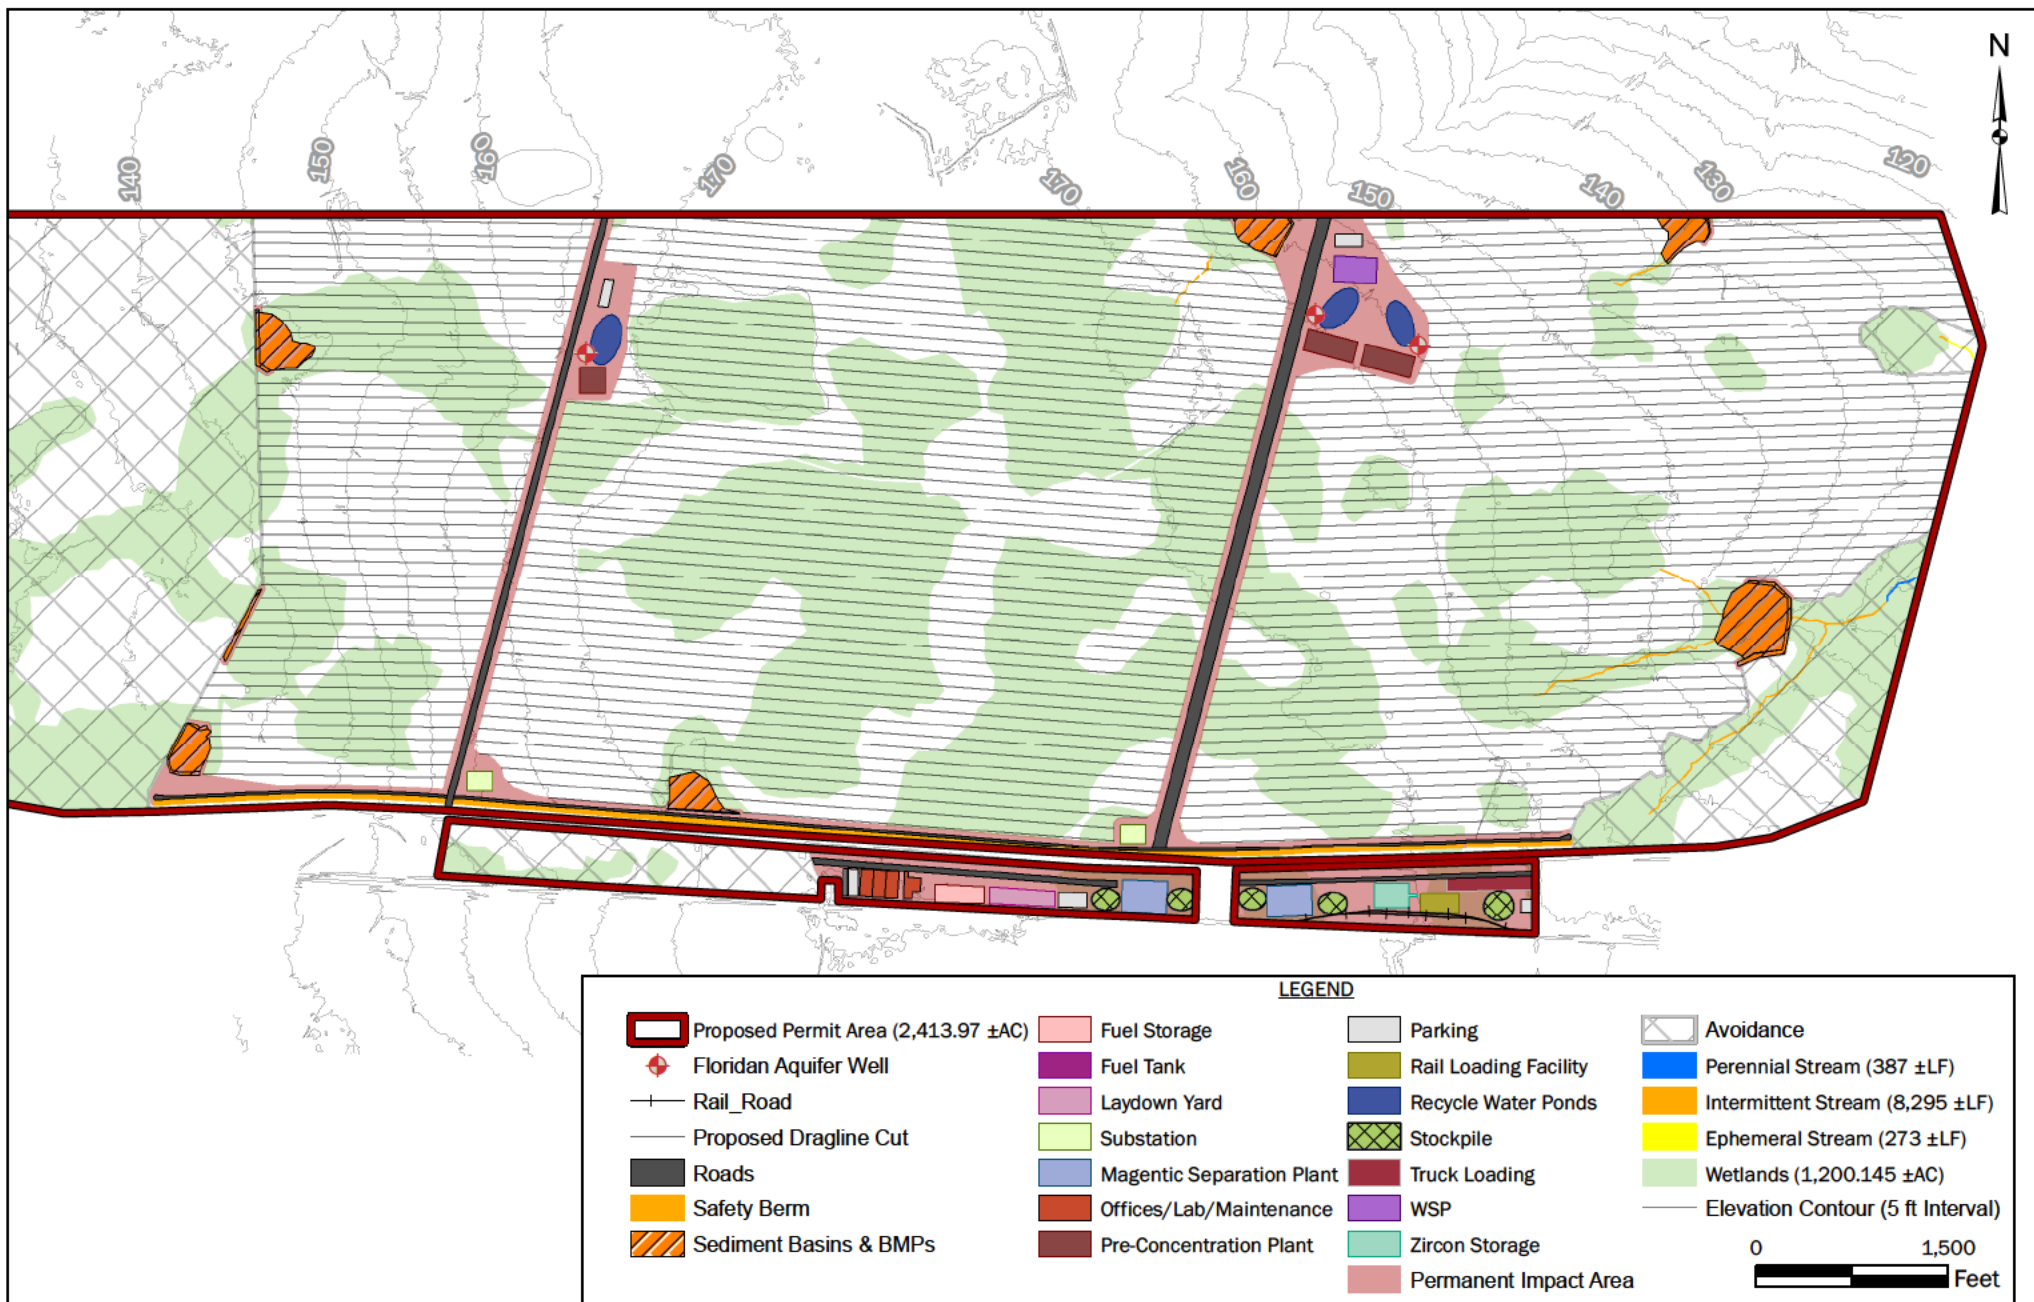 N
140
150
160
170
170
160
150
140
130
120
LEGEND
Proposed Permit Area (2,413.97 ±AC)
Floridan Aquifer Well
Rail_Road
Proposed Dragline Cut
Roads
Safety Berm
Sediment Basins & BMPs
Fuel Storage
Fuel Tank
Laydown Yard
Substation
Magentic Separation Plant
Offices/Lab/Maintenance
Pre-Concentration Plant
Parking
Rail Loading Facility
Recycle Water Ponds
Stockpile
Truck Loading
WSP
Zircon Storage
Permanent Impact Area
Avoidance
Perennial Stream (387 ±LF)
Intermittent Stream (8,295 ±LF)
Ephemeral Stream (273 ±LF)
Wetlands (1,200.145 ±AC)
Elevation Contour (5 ft Interval)
0 1,500
Feet